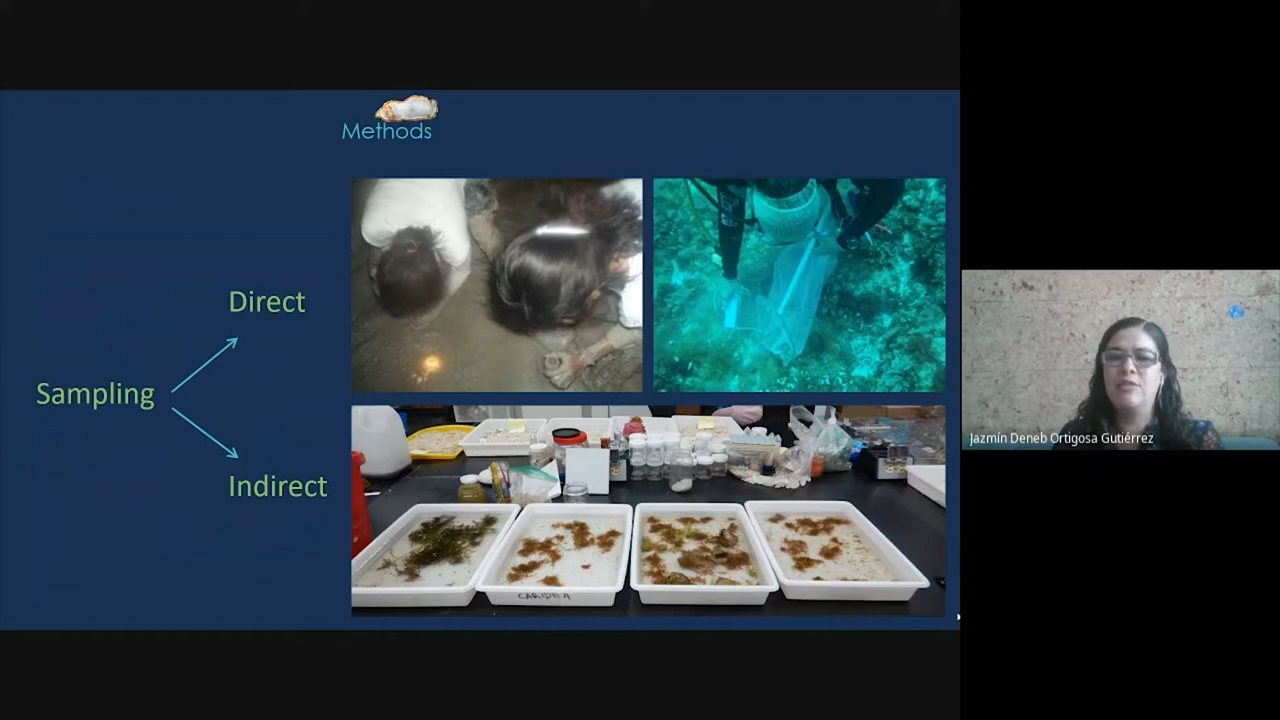 Methods
Direct
Sampling
Indirect
CARIDEA
Jazmín Deneb Ortigosa Gutiérrez